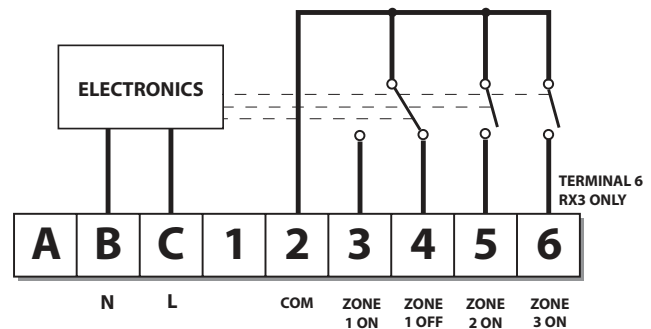 ELECTRONICS
TERMINAL 6
RX3 ONLY
A B C 1 2 3 4 5 6
N L COM ZONE ZONE ZONE ZONE
1 ON 1 OFF 2 ON 3 ON